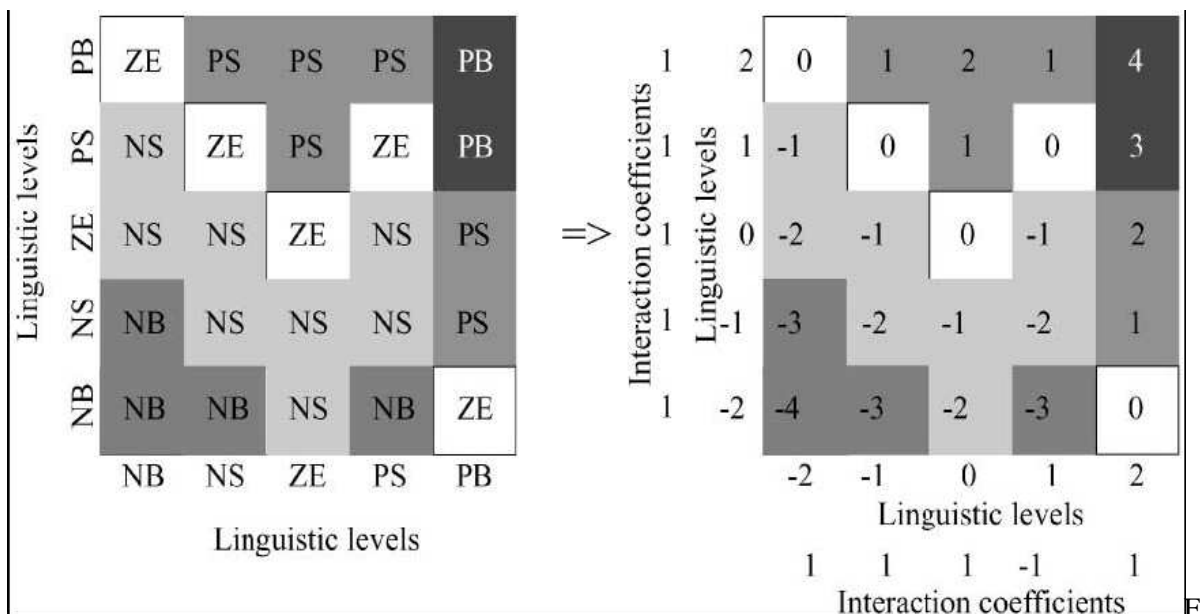 PB ZE PS PS PS PB
PS NS ZE PS ZE PB
ZE NS NS ZE NS PS
NS NB NS NS NS PS
NB NB NB NS NB ZE
NB NS ZE PS PB
Linguistic levels
Linguistic levels
=>
1 2 0 1 2 1 4
1 1 -1 0 1 0 3
1 0 -2 -1 0 -1 2
1 -1 -3 -2 -1 -2 1
1 -2 -4 -3 -2 -3 0
-2 -1 0 1 2
Interaction coefficients
Linguistic levels
Linguistic levels
1 1 1 -1 1
Interaction coefficients
F